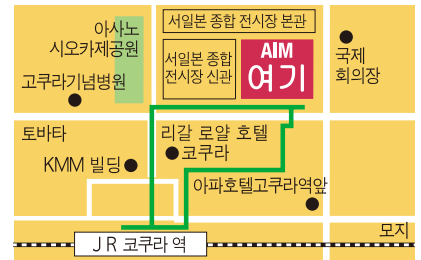 아사노
시오카제공원
고쿠라기념병원
서일본 종합 전시장 본관
서일본 종합
전시장 신관
AIM
여기
국제
회의장
토바타
KMM 빌딩
리갈 로얄 호텔
코쿠라
아파호텔고쿠라역앞
모지
JR 코쿠라 역